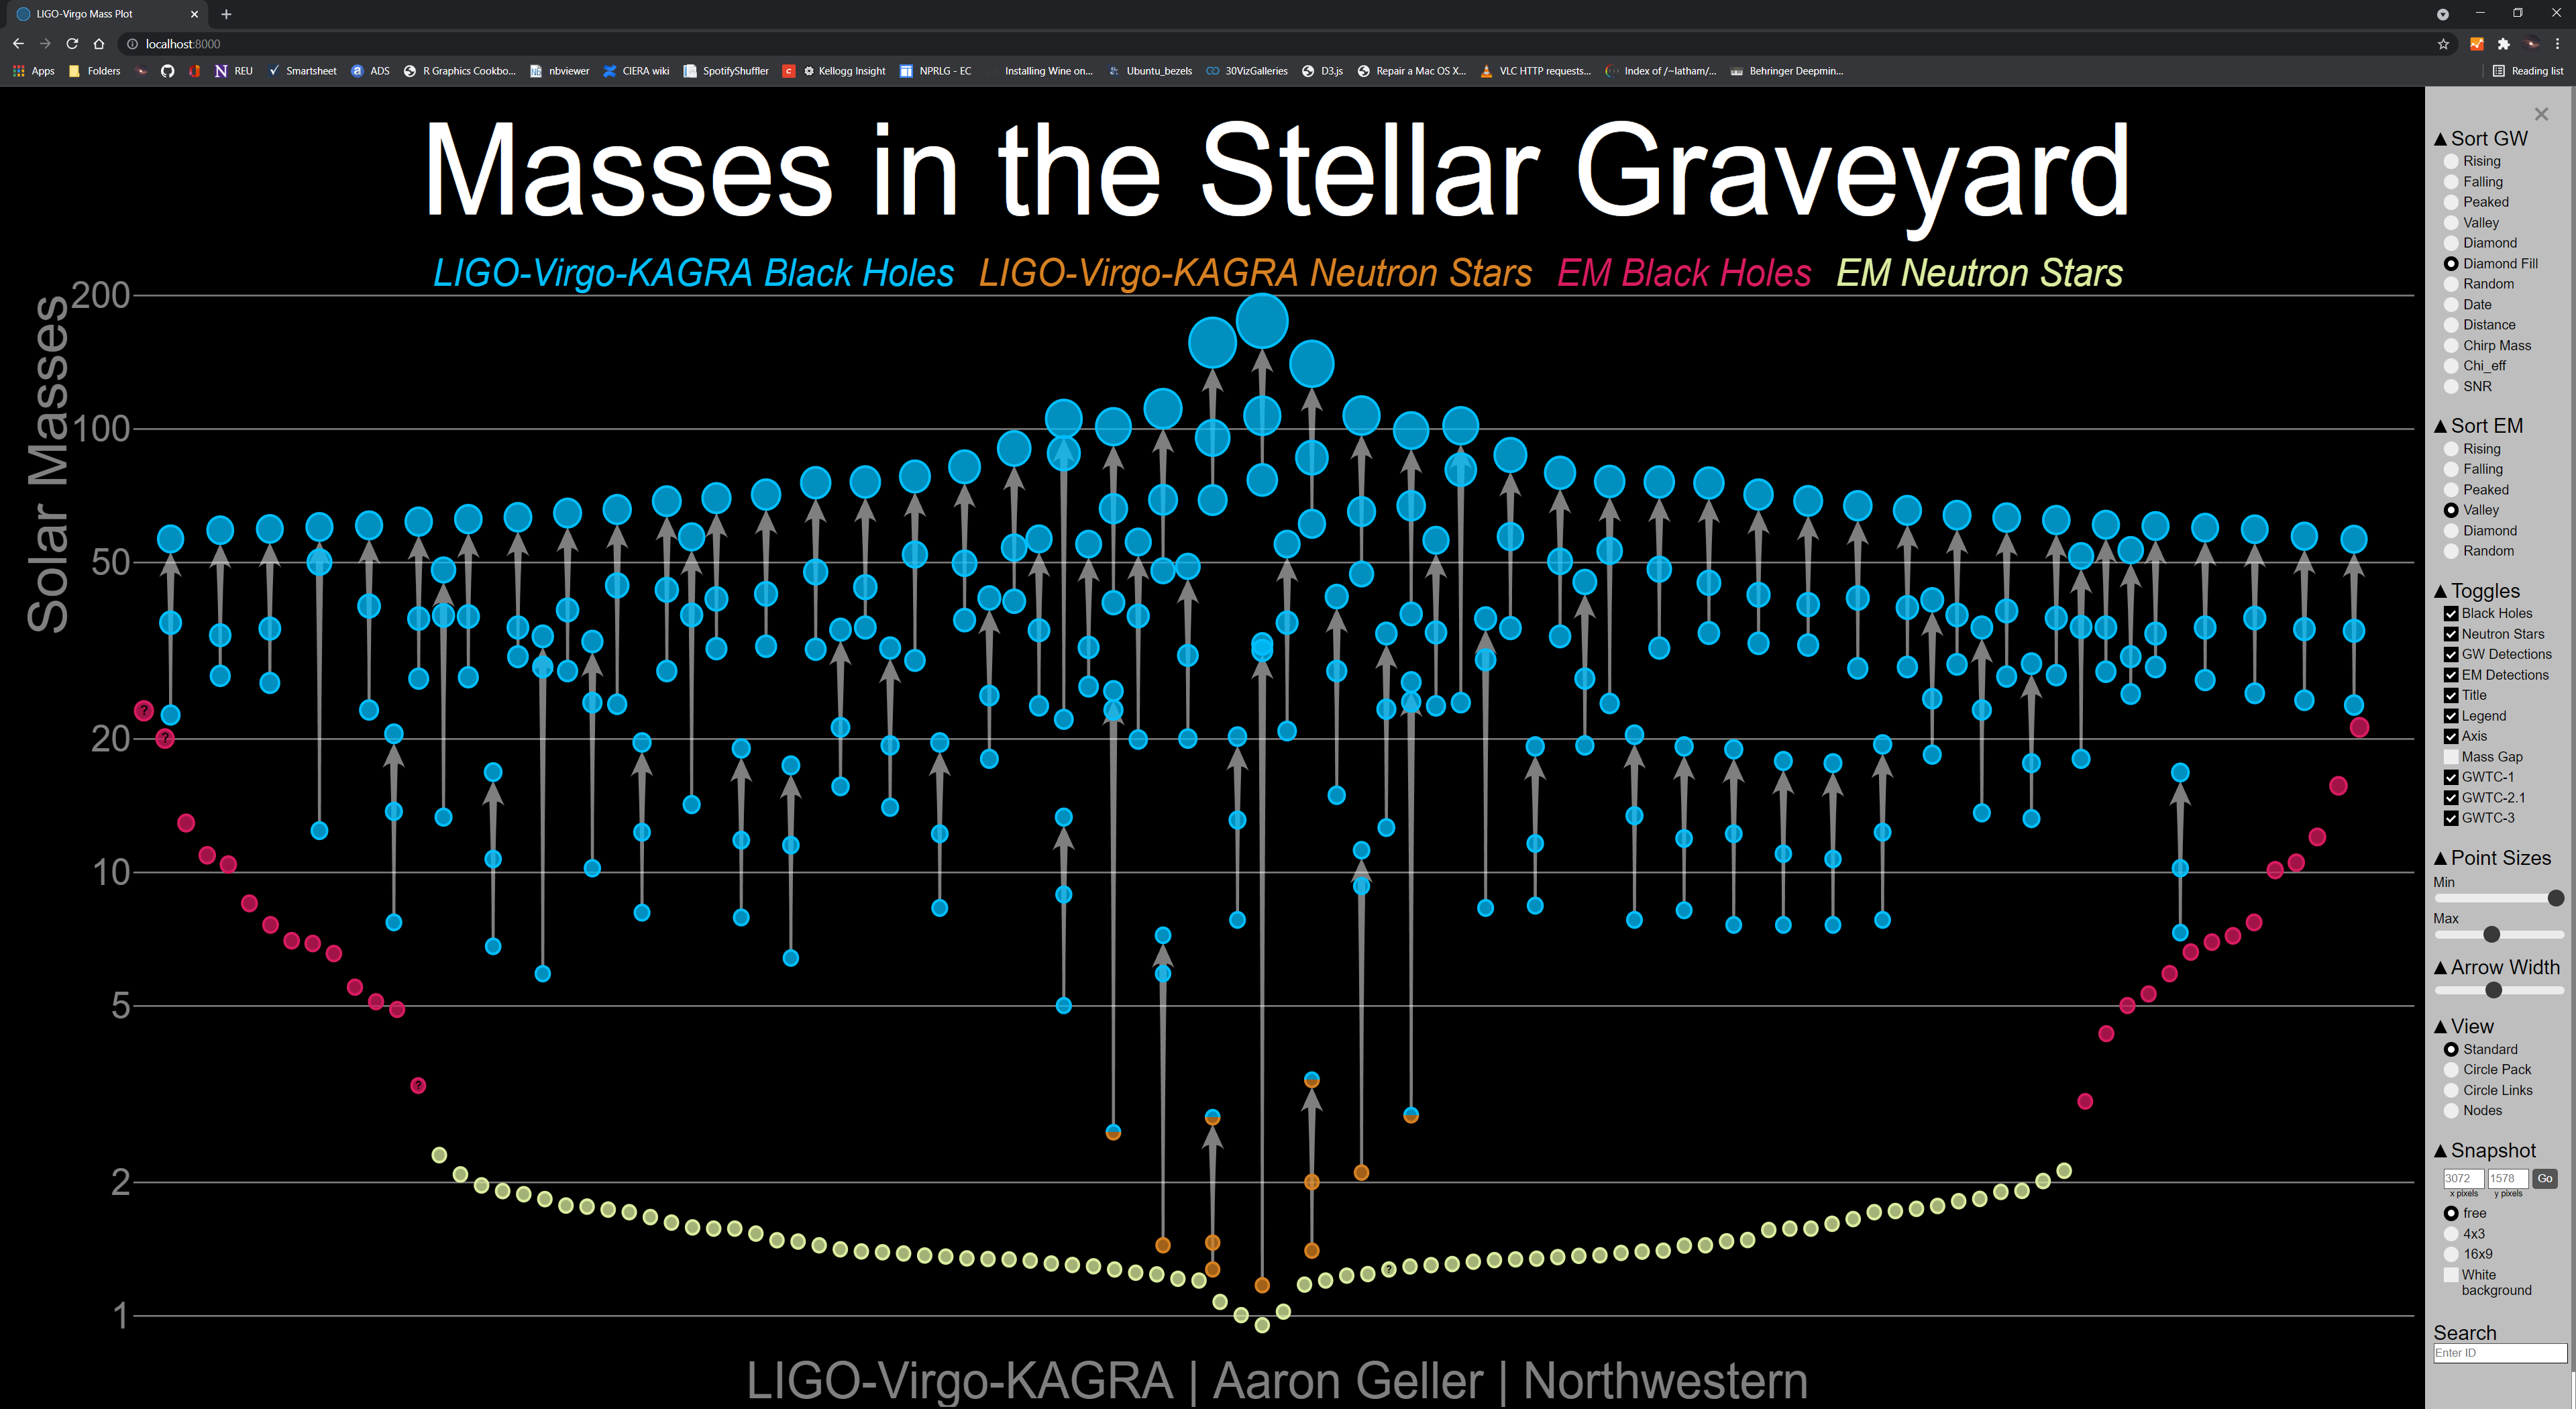 LIGO-Virgo Mass Plot
localhost:8000
Apps Folders REU Smartsheet ADS R Graphics Cookbo... nbviewer CIERA wiki SpotifyShuffler Kellogg Insight NPRLG - EC Installing Wine on... Ubuntu_bezels 30VizGalleries D3.js Repair a Mac OS X... VLC HTTP requests... Index of /~latham/... Behringer Deepmin... Reading list
Masses in the Stellar Graveyard
LIGO-Virgo-KAGRA Black Holes LIGO-Virgo-KAGRA Neutron Stars EM Black Holes EM Neutron Stars
Solar Masses
200
100
50
20
10
5
2
1
?
?
?
?
LIGO-Virgo-KAGRA | Aaron Geller | Northwestern
▲ Sort GW
Rising
Falling
Peaked
Valley
Diamond
Diamond Fill
Random
Date
Distance
Chirp Mass
Chi_eff
SNR
▲ Sort EM
Rising
Falling
Peaked
Valley
Diamond
Random
▲ Toggles
Black Holes
Neutron Stars
GW Detections
EM Detections
Title
Legend
Axis
Mass Gap
GWTC-1
GWTC-2.1
GWTC-3
▲ Point Sizes
Min
Max
▲ Arrow Width
▲ View
Standard
Circle Pack
Circle Links
Nodes
▲ Snapshot
3072 1578 Go
x pixels y pixels
free
4x3
16x9
White
background
Search
Enter ID